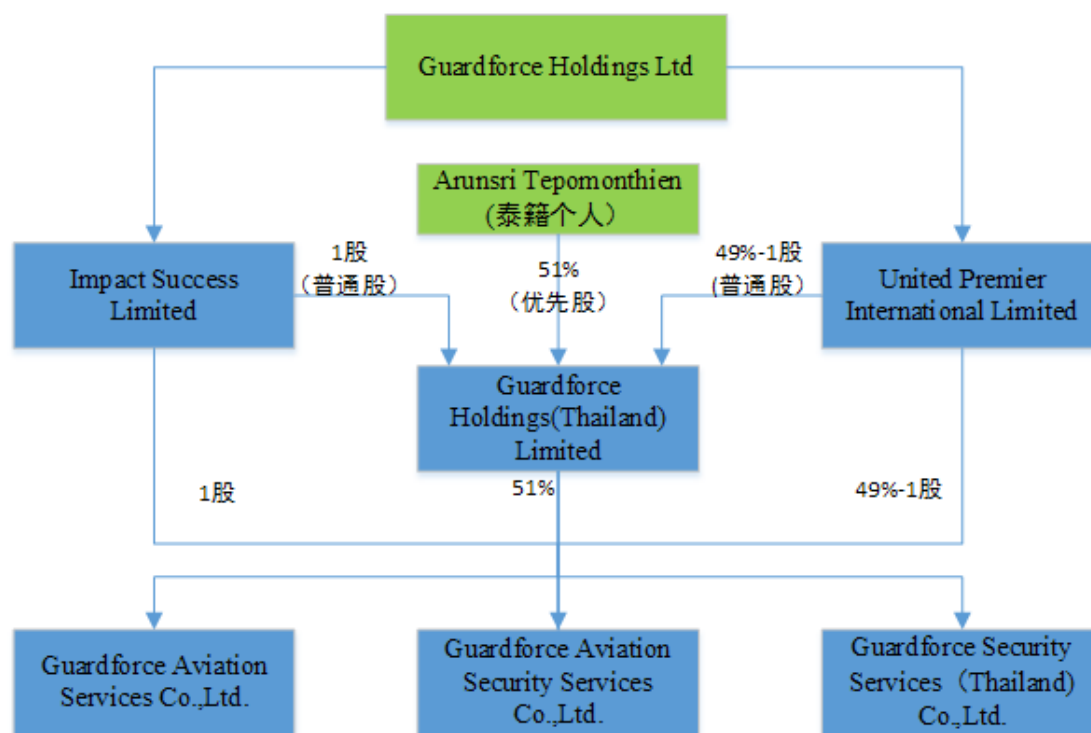 Guardforce Holdings Ltd
Arunsri Tepomonthien
(泰籍个人）
Impact Success
Limited
1股
（普通股）
51%
（优先股）
49%-1股
(普通股）
United Premier
International Limited
Guardforce
Holdings(Thailand)
Limited
1股
51%
49%-1股
Guardforce Aviation
Services Co.,Ltd.
Guardforce Aviation
Security Services
Co.,Ltd.
Guardforce Security
Services（Thailand)
Co.,Ltd.